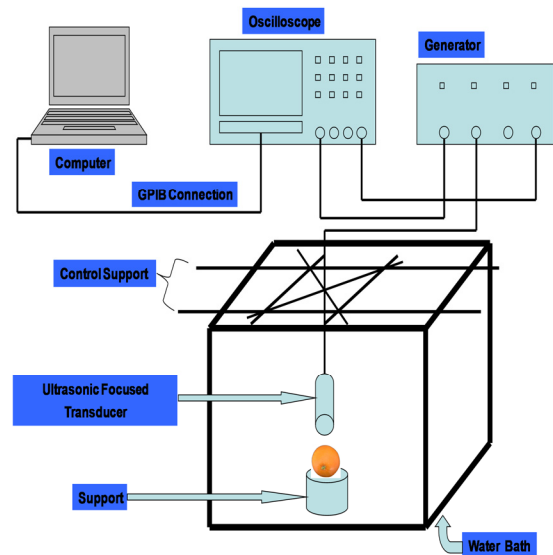 Oscilloscope
Generator
Computer
GPIB Connection
Control Support
Ultrasonic Focused
Transducer
Support
Water Bath